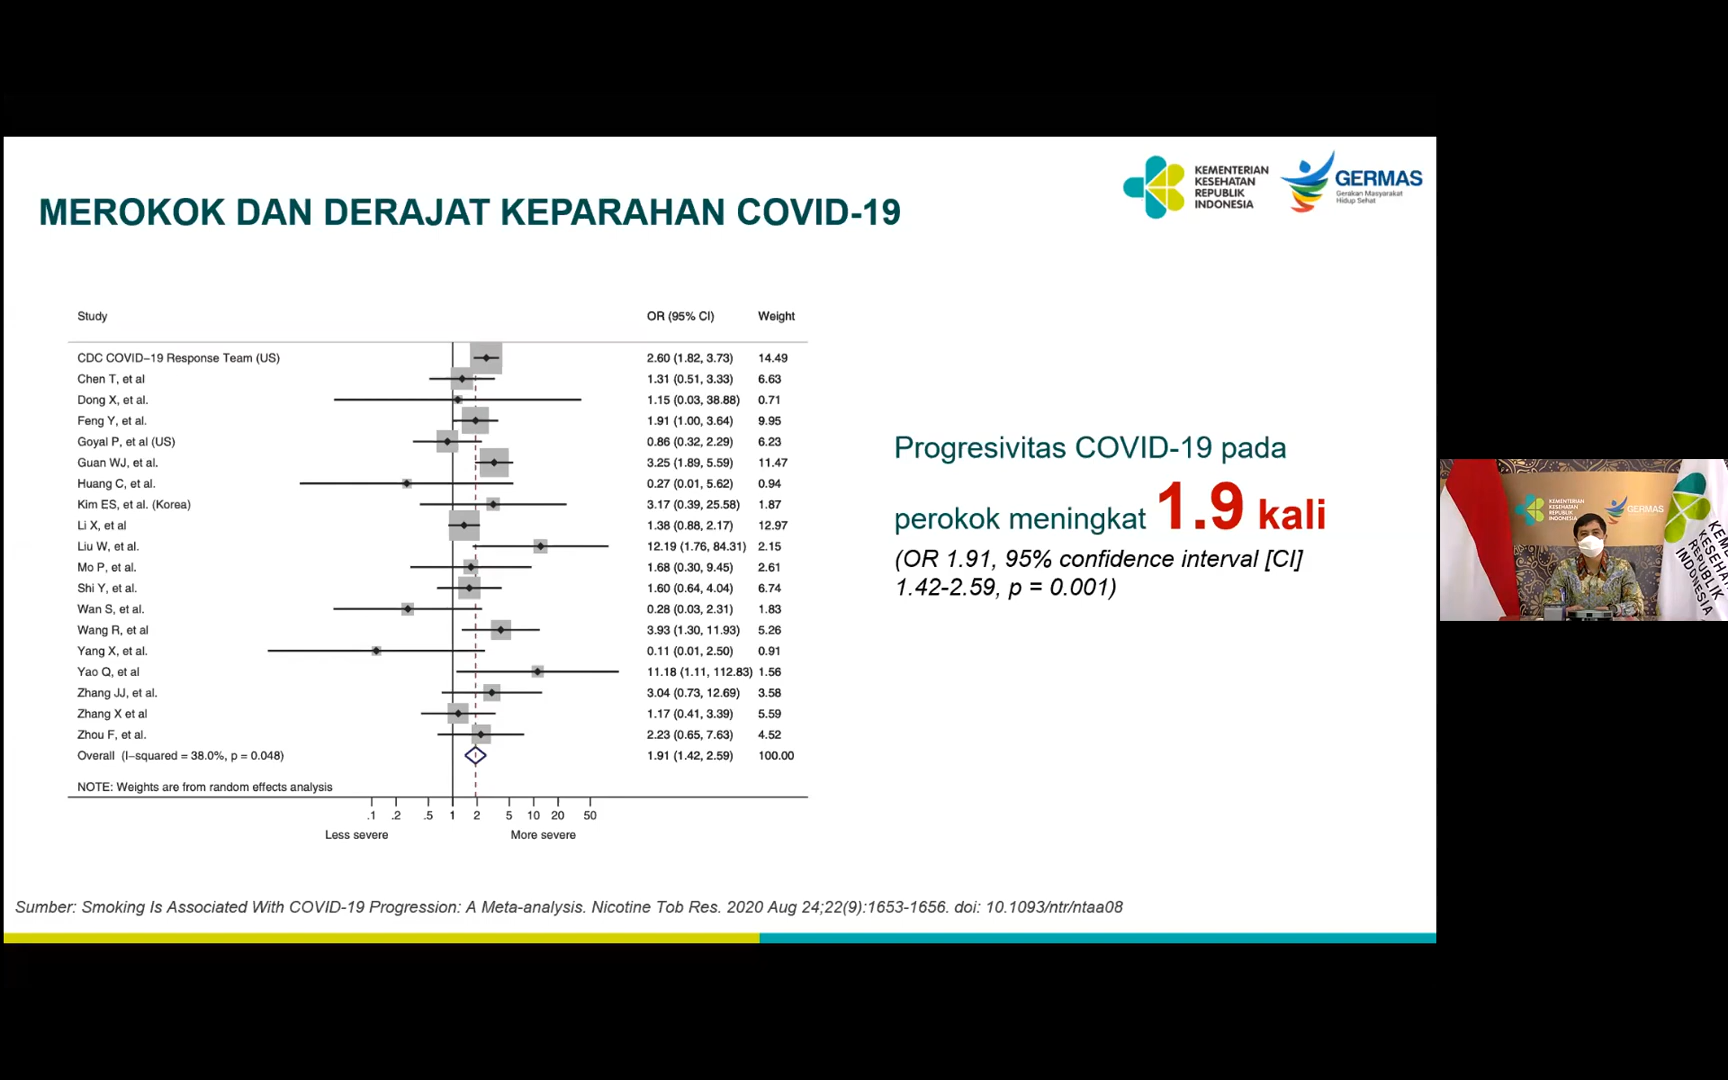 MEROKOK DAN DERAJAT KEPARAHAN COVID-19
KEMENTERIAN
KESEHATAN
REPUBLIK
INDONESIA
GERMAS
Gerakan Masyarakat
Hidup Sehat
Study OR (95% CI) Weight
CDC COVID–19 Response Team (US) 2.60 (1.82, 3.73) 14.49
Chen T, et al 1.31 (0.51, 3.33) 6.63
Dong X, et al. 1.15 (0.03, 38.88) 0.71
Feng Y, et al. 1.91 (1.00, 3.64) 9.95
Goyal P, et al (US) 0.86 (0.32, 2.29) 6.23
Guan WJ, et al. 3.25 (1.89, 5.59) 11.47
Huang C, et al. 0.27 (0.01, 5.62) 0.94
Kim ES, et al. (Korea) 3.17 (0.39, 25.58) 1.87
Li X, et al 1.38 (0.88, 2.17) 12.97
Liu W, et al. 12.19 (1.76, 84.31) 2.15
Mo P, et al. 1.68 (0.30, 9.45) 2.61
Shi Y, et al. 1.60 (0.64, 4.04) 6.74
Wan S, et al. 0.28 (0.03, 2.31) 1.83
Wang R, et al 3.93 (1.30, 11.93) 5.26
Yang X, et al. 0.11 (0.01, 2.50) 0.91
Yao Q, et al 11.18 (1.11, 112.83) 1.56
Zhang JJ, et al. 3.04 (0.73, 12.69) 3.58
Zhang X et al 1.17 (0.41, 3.39) 5.59
Zhou F, et al. 2.23 (0.65, 7.63) 4.52
Overall (I–squared = 38.0%, p = 0.048) 1.91 (1.42, 2.59) 100.00
NOTE: Weights are from random effects analysis
.1 .2 .5 1 2 5 10 20 50
Less severe More severe
Progresivitas COVID-19 pada
perokok meningkat 1.9 kali
(OR 1.91, 95% confidence interval [CI]
1.42-2.59, p = 0.001)
KEMENTERIAN
KESEHATAN
REPUBLIK
INDONESIA
GERMAS
KESEHA
REPUBLIK
INDONESIA
Sumber: Smoking Is Associated With COVID-19 Progression: A Meta-analysis. Nicotine Tob Res. 2020 Aug 24;22(9):1653-1656. doi: 10.1093/ntr/ntaa08